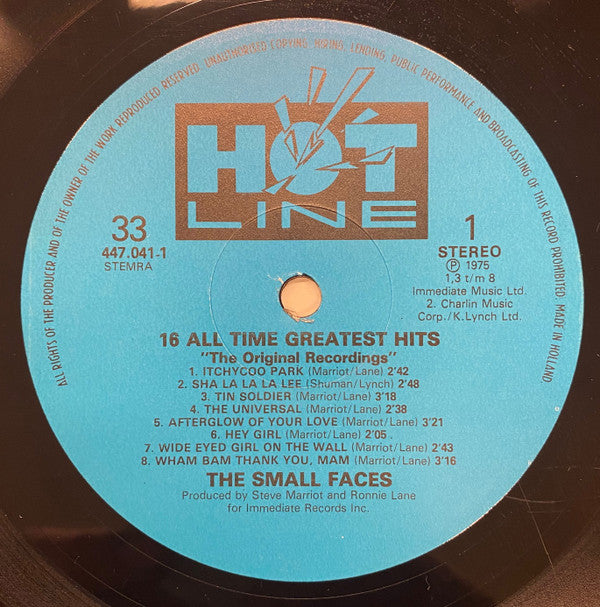 ALL RIGHTS OF THE PRODUCER AND OF THE OWNER OF THE WORK REPRODUCED RESERVED. UNAUTHORISED COPYING, HIRING, LENDING, PUBLIC PERFORMANCE AND BROADCASTING OF THIS RECORD PROHIBITED. MADE IN HOLLAND
HOT
LINE
33
447.041-1
STEMRA
1
STEREO
℗ 1975
1,3 t/m 8
Immediate Music Ltd.
2. Charlin Music
Corp./K.Lynch Ltd.
16 ALL TIME GREATEST HITS
"The Original Recordings"
1. ITCHYCOO PARK (Marriot/Lane) 2'42
2. SHA LA LA LA LEE (Shuman/Lynch) 2'48
3. TIN SOLDIER (Marriot/Lane) 3'18
4. THE UNIVERSAL (Marriot/Lane) 2'38
5. AFTERGLOW OF YOUR LOVE (Marriot/Lane) 3'21
6. HEY GIRL (Marriot/Lane) 2'05
7. WIDE EYED GIRL ON THE WALL (Marriot/Lane) 2'43
8. WHAM BAM THANK YOU, MAM (Marriot/Lane) 3'16
THE SMALL FACES
Produced by Steve Marriot and Ronnie Lane
for Immediate Records Inc.